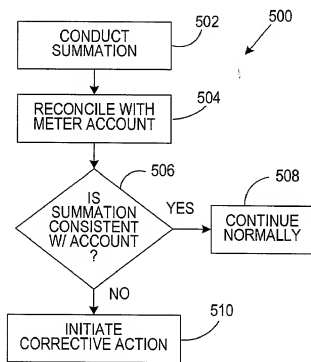 500
CONDUCT
SUMMATION
502
RECONCILE WITH
METER ACCOUNT
504
IS
SUMMATION
CONSISTENT
W/ ACCOUNT
?
506
YES
CONTINUE
NORMALLY
508
NO
INITIATE
CORRECTIVE ACTION
510